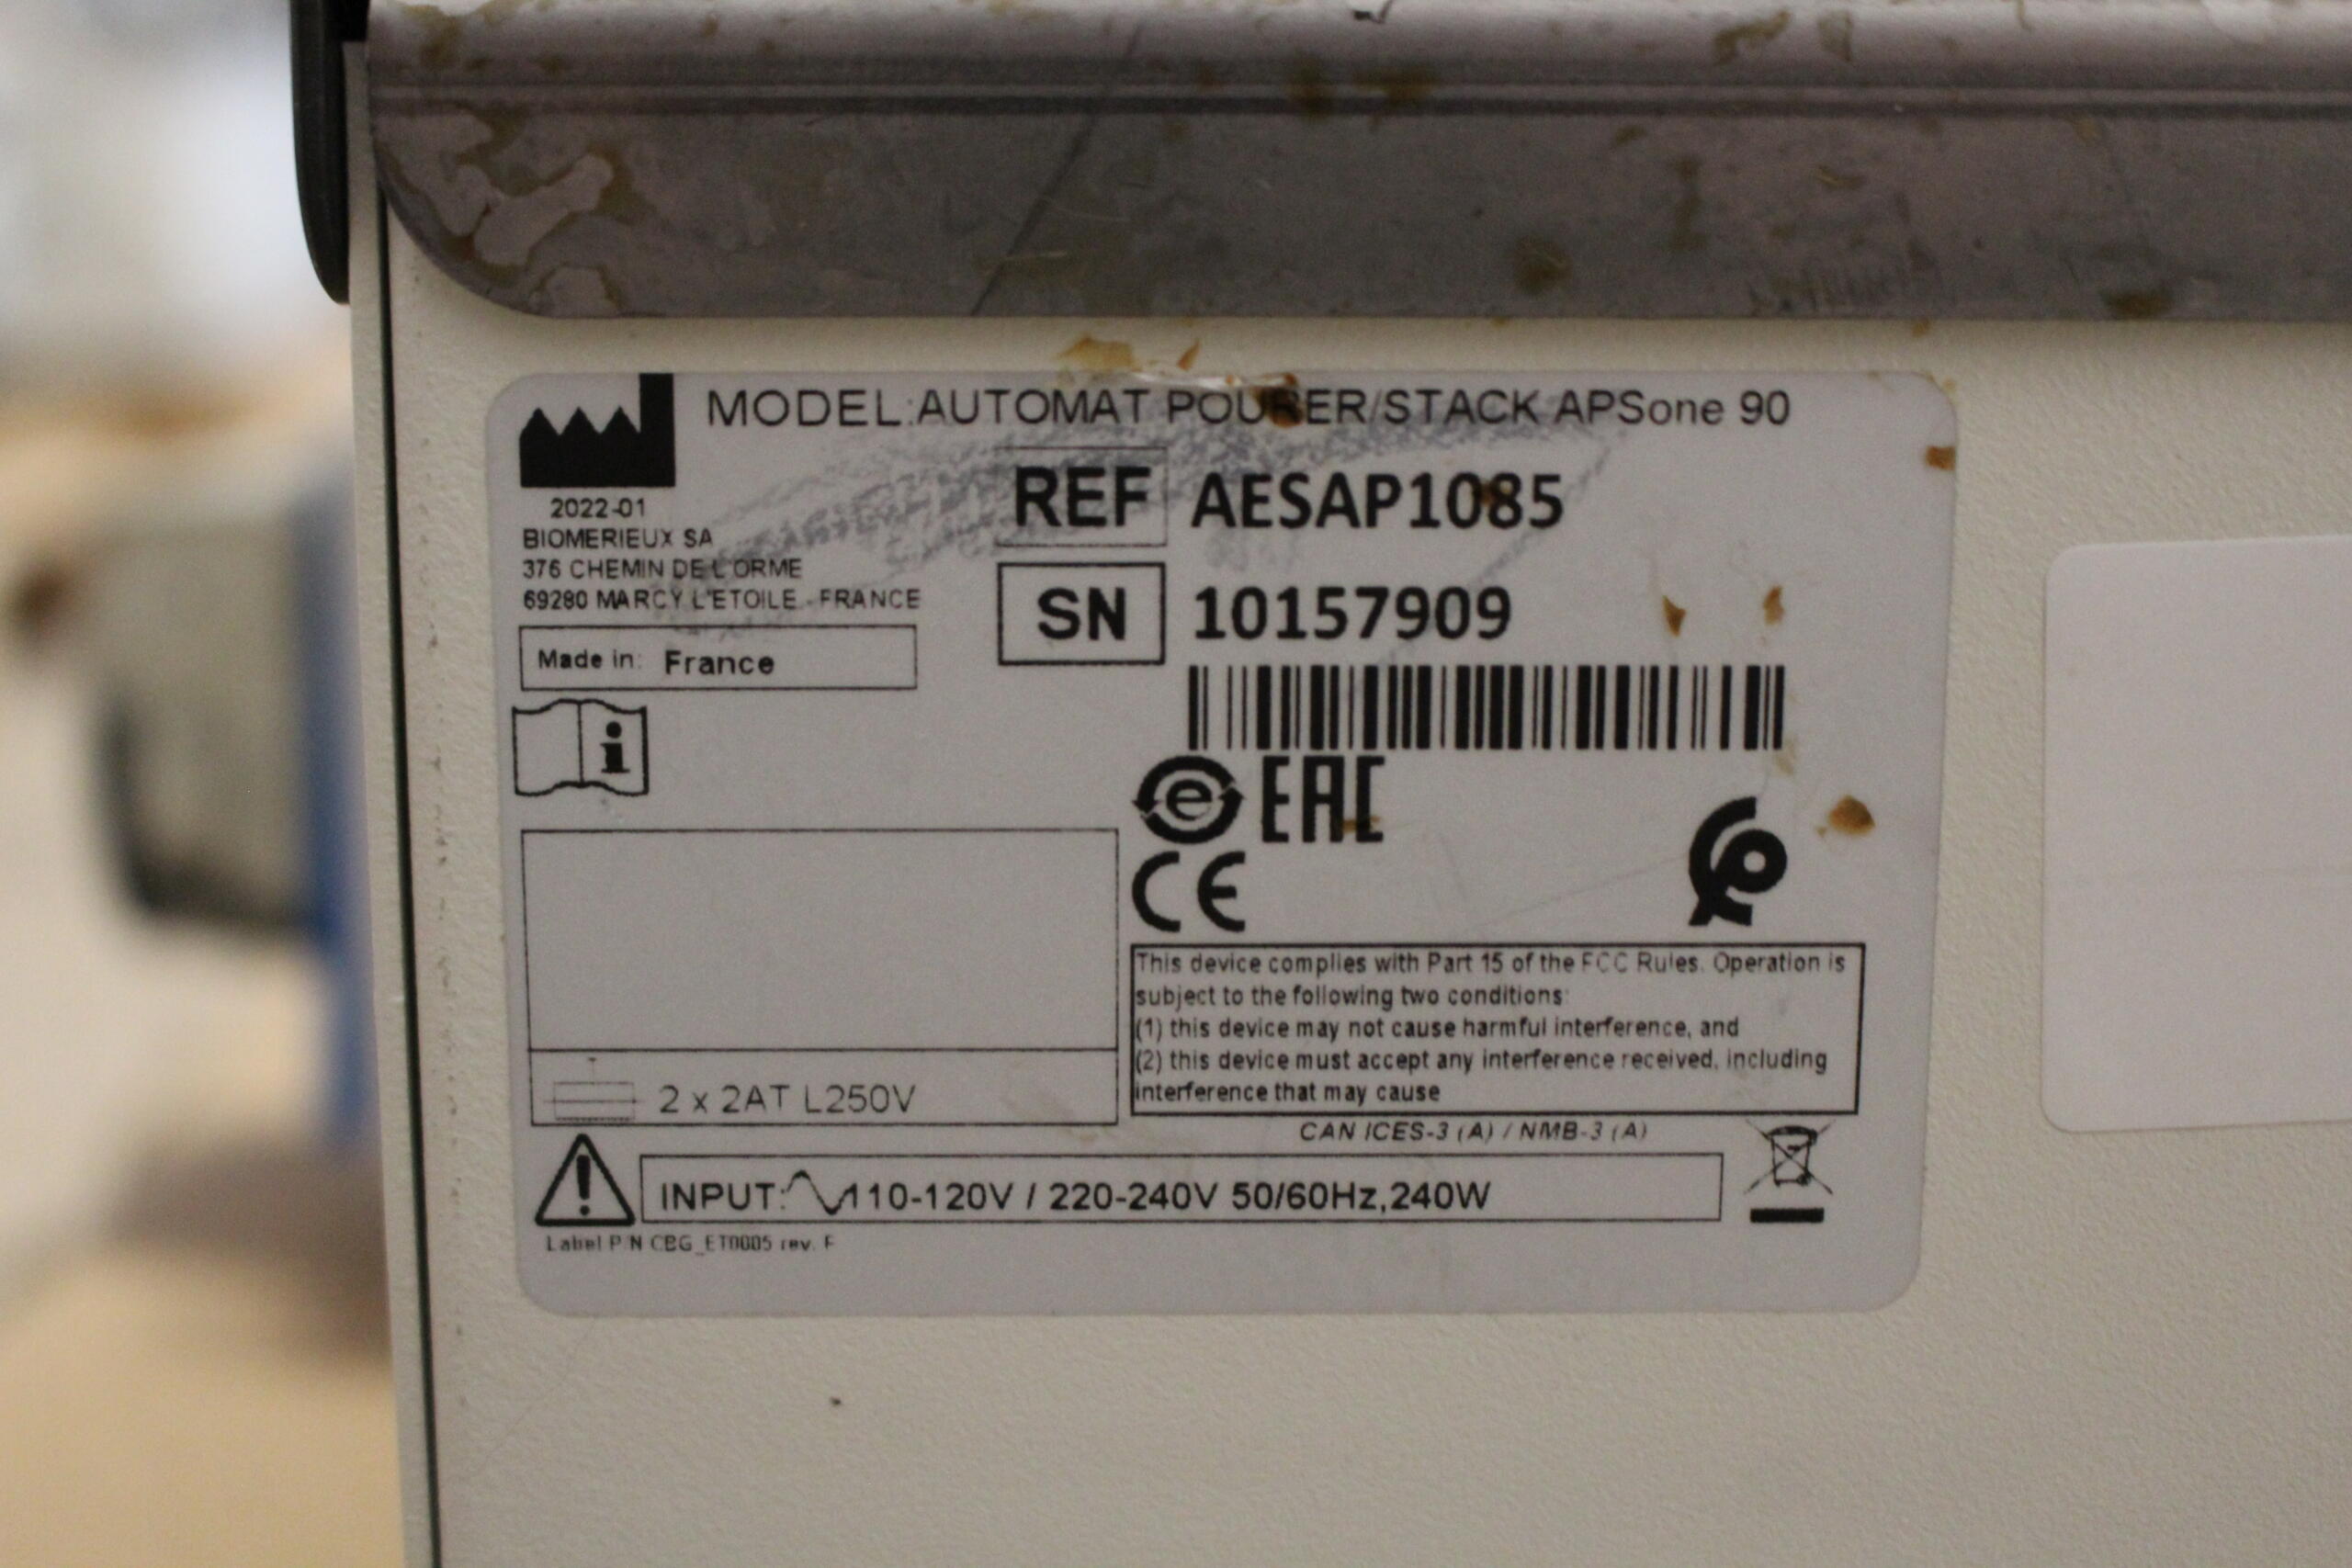 MODEL:AUTOMAT POURER/STACK APSone 90
REF AESAP1085
2022-01
BIOMERIEUX SA
376 CHEMIN DE L'ORME
69280 MARCY L'ETOILE - FRANCE
SN 10157909
Made in: France
i
e EAC
CE
This device complies with Part 15 of the FCC Rules. Operation is
subject to the following two conditions:
(1) this device may not cause harmful interference, and
(2) this device must accept any interference received, including
interference that may cause
2 x 2AT L250V
CAN ICES-3 (A) / NMB-3 (A)
INPUT: 110-120V / 220-240V 50/60Hz,240W
Label P/N CBG_ET0005 rev. F